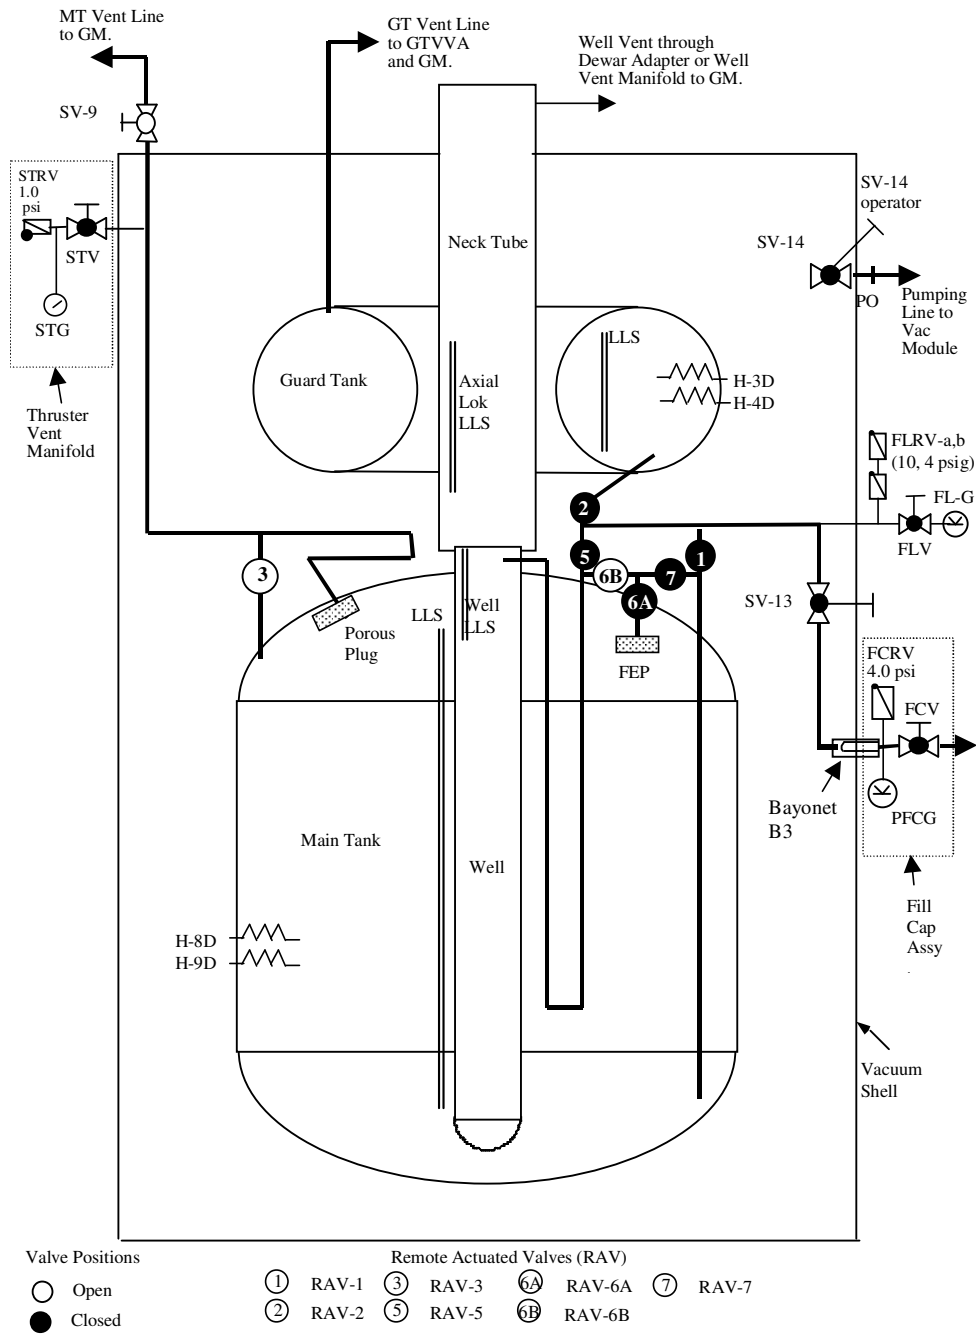 MT Vent Line
to GM.
GT Vent Line
to GTVVA
and GM.
Well Vent through
Dewar Adapter or Well
Vent Manifold to GM.
SV-9
STRV
1.0
psi
STV
STG
Thruster
Vent
Manifold
Neck Tube
SV-14
operator
SV-14
PO
Pumping
Line to
Vac
Module
Guard Tank
Axial
Lok
LLS
LLS
H-3D
H-4D
FLRV-a,b
(10, 4 psig)
FL-G
FLV
2
5
6B
7
1
6A
3
FEP
Porous
Plug
LLS
Well
LLS
SV-13
FCRV
4.0 psi
FCV
PFCG
Bayonet
B3
Fill
Cap
Assy
.
Main Tank
Well
H-8D
H-9D
Vacuum
Shell
Valve Positions
Open
Closed
Remote Actuated Valves (RAV)
1 RAV-1 3 RAV-3 6A RAV-6A 7 RAV-7
2 RAV-2 5 RAV-5 6B RAV-6B